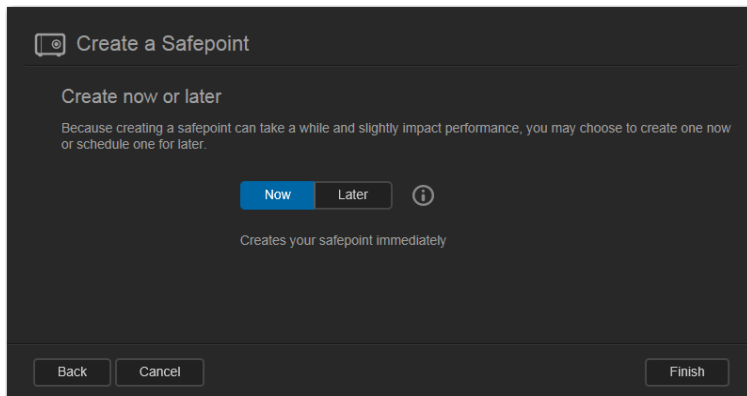 Create a Safepoint
Create now or later
Because creating a safepoint can take a while and slightly impact performance, you may choose to create one now
or schedule one for later.
Now Later
Creates your safepoint immediately
Back Cancel Finish